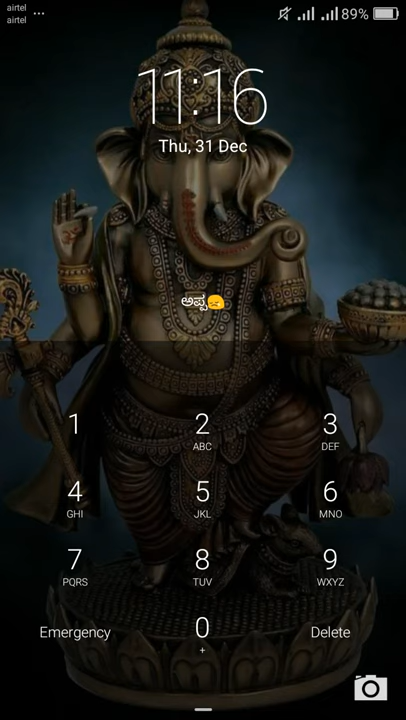 airtel
airtel ... 89%
11:16
Thu, 31 Dec
ಅಪ್ಪ😔
1 2 3
ABC DEF
4 5 6
GHI JKL MNO
7 8 9
PQRS TUV WXYZ
Emergency 0 Delete
+